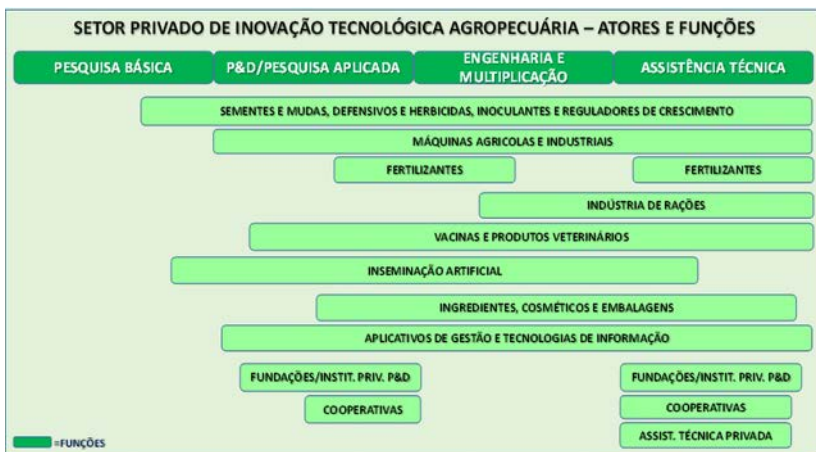 SETOR PRIVADO DE INOVAÇÃO TECNOLÓGICA AGROPECUÁRIA – ATORES E FUNÇÕES
PESQUISA BÁSICA
P&D/PESQUISA APLICADA
ENGENHARIA E
MULTIPLICAÇÃO
ASSISTÊNCIA TÉCNICA
SEMENTES E MUDAS, DEFENSIVOS E HERBICIDAS, INOCULANTES E REGULADORES DE CRESCIMENTO
MÁQUINAS AGRICOLAS E INDUSTRIAIS
FERTILIZANTES
FERTILIZANTES
INDÚSTRIA DE RAÇÕES
VACINAS E PRODUTOS VETERINÁRIOS
INSEMINAÇÃO ARTIFICIAL
INGREDIENTES, COSMÉTICOS E EMBALAGENS
APLICATIVOS DE GESTÃO E TECNOLOGIAS DE INFORMAÇÃO
FUNDAÇÕES/INSTIT. PRIV. P&D
FUNDAÇÕES/INSTIT. PRIV. P&D
COOPERATIVAS
COOPERATIVAS
ASSIST. TÉCNICA PRIVADA
=FUNÇÕES